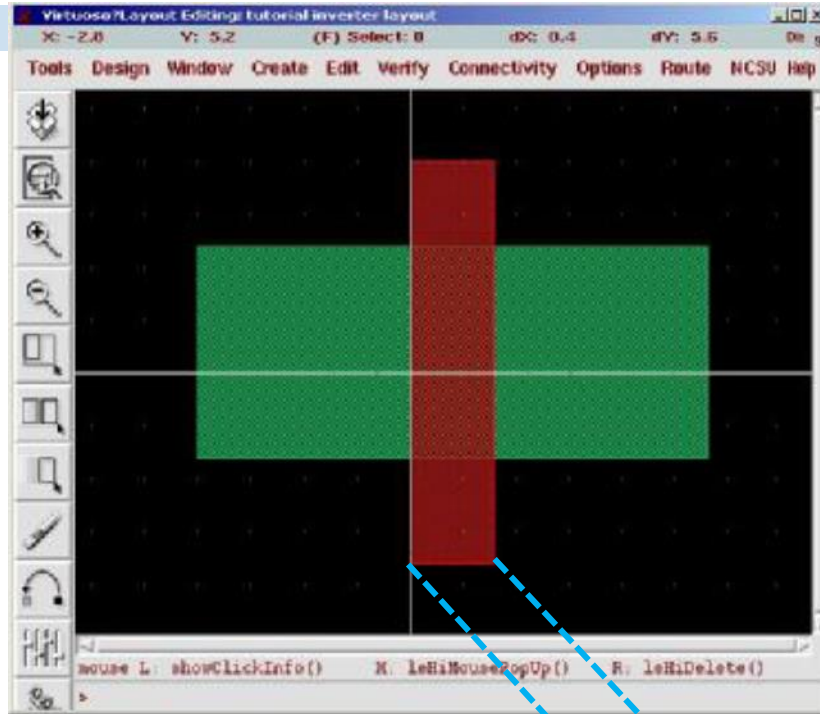 Virtuoso?Layout Editing: tutorial inverter layout
X: -2.0 Y: 5.2 (F) Select: 0 dX: 0.4 dY: 5.6
Tools Design Window Create Edit Verify Connectivity Options Route NCSU Help
mouse L: showClickInfo() M: leHiMousePopUp() R: leHiDelete()
>